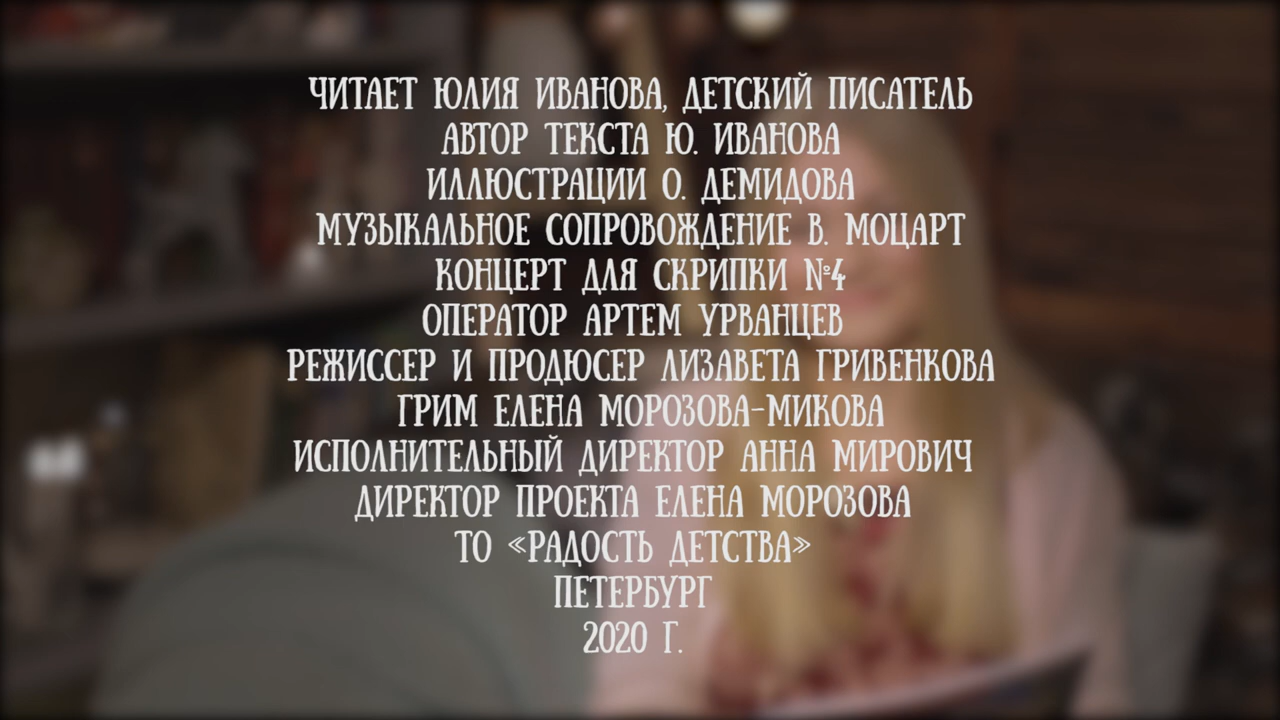 ЧИТАЕТ ЮЛИЯ ИВАНОВА, ДЕТСКИЙ ПИСАТЕЛЬ
АВТОР ТЕКСТА Ю. ИВАНОВА
ИЛЛЮСТРАЦИИ О. ДЕМИДОВА
МУЗЫКАЛЬНОЕ СОПРОВОЖДЕНИЕ В. МОЦАРТ
КОНЦЕРТ ДЛЯ СКРИПКИ №4
ОПЕРАТОР АРТЕМ УРВАНЦЕВ
РЕЖИССЕР И ПРОДЮСЕР ЛИЗАВЕТА ГРИВЕНКОВА
ГРИМ ЕЛЕНА МОРОЗОВА-МИКОВА
ИСПОЛНИТЕЛЬНЫЙ ДИРЕКТОР АННА МИРОВИЧ
ДИРЕКТОР ПРОЕКТА ЕЛЕНА МОРОЗОВА
ТО «РАДОСТЬ ДЕТСТВА»
ПЕТЕРБУРГ
2020 Г.